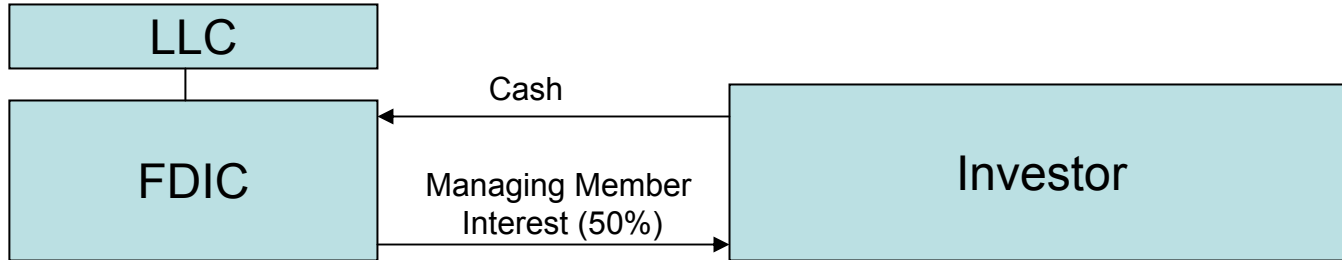 LLC
Cash
FDIC
Managing Member
Interest (50%)
Investor